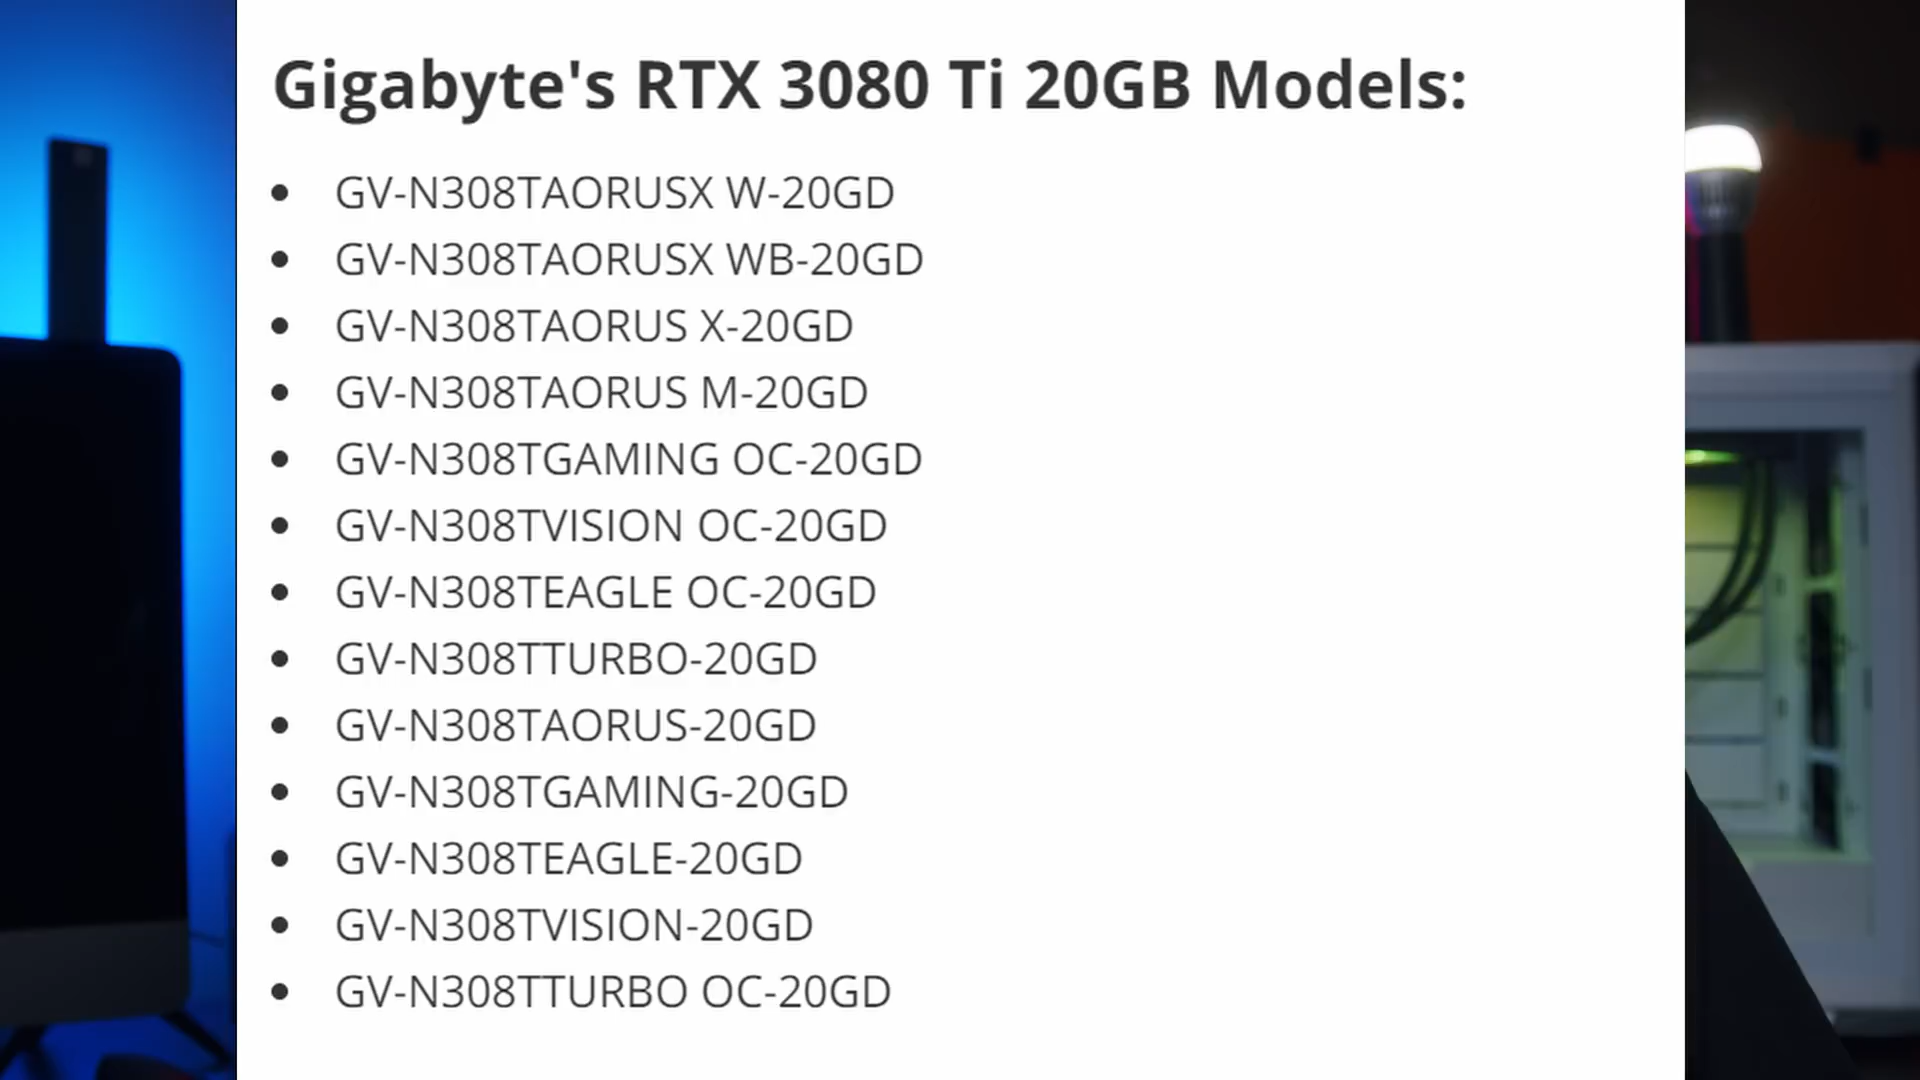 Gigabyte's RTX 3080 Ti 20GB Models:
• GV-N308TAORUSX W-20GD
• GV-N308TAORUSX WB-20GD
• GV-N308TAORUS X-20GD
• GV-N308TAORUS M-20GD
• GV-N308TGAMING OC-20GD
• GV-N308TVISION OC-20GD
• GV-N308TEAGLE OC-20GD
• GV-N308TTURBO-20GD
• GV-N308TAORUS-20GD
• GV-N308TGAMING-20GD
• GV-N308TEAGLE-20GD
• GV-N308TVISION-20GD
• GV-N308TTURBO OC-20GD